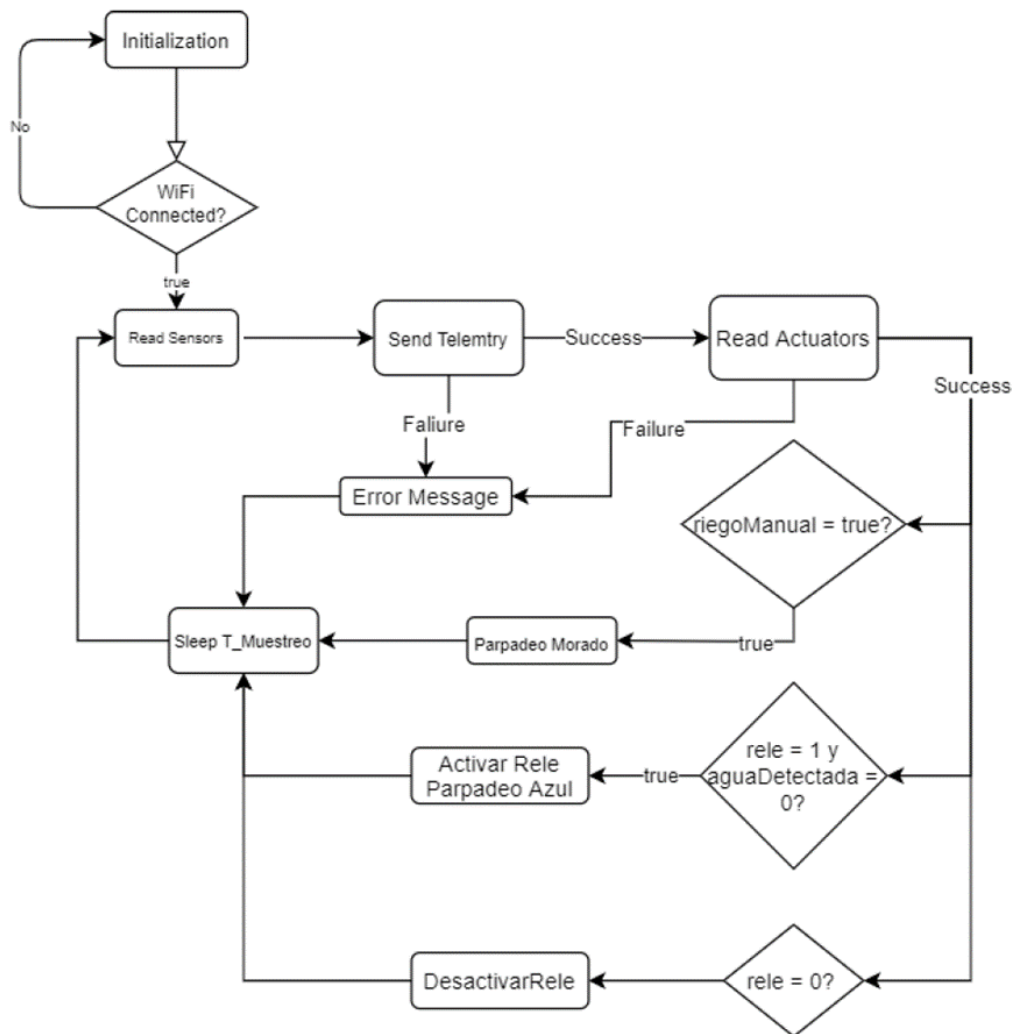 Initialization
No
WiFi
Connected?
true
Read Sensors
Send Telemtry
Success
Read Actuators
Success
Faliure
Failure
Error Message
riegoManual = true?
Sleep T_Muestreo
Parpadeo Morado
true
Activar Rele
Parpadeo Azul
true
rele = 1 y
aguaDetectada =
0?
DesactivarRele
rele = 0?